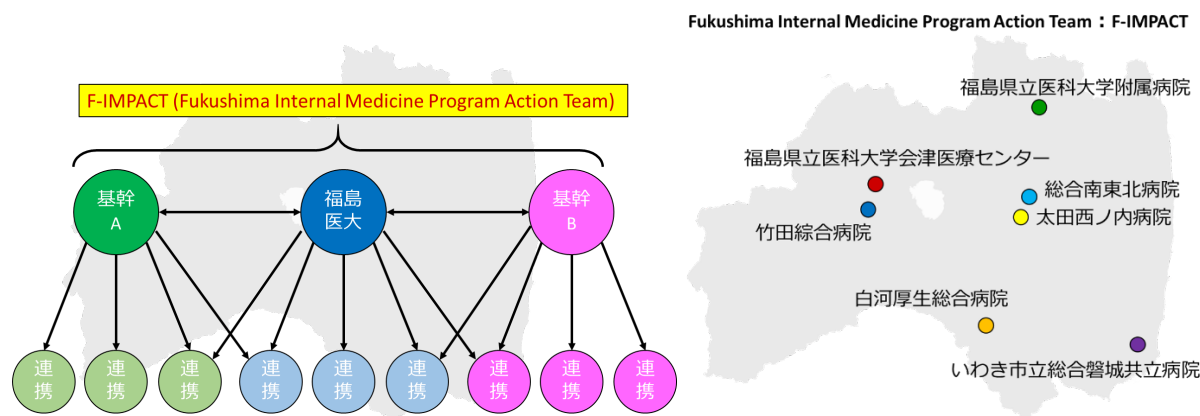 Fukushima Internal Medicine Program Action Team：F-IMPACT
F-IMPACT (Fukushima Internal Medicine Program Action Team)
基幹
A
福島
医大
基幹
B
連携
連携
連携
連携
連携
連携
連携
連携
連携
福島県立医科大学附属病院
福島県立医科大学会津医療センター
総合南東北病院
太田西ノ内病院
竹田綜合病院
白河厚生総合病院
いわき市立総合磐城共立病院